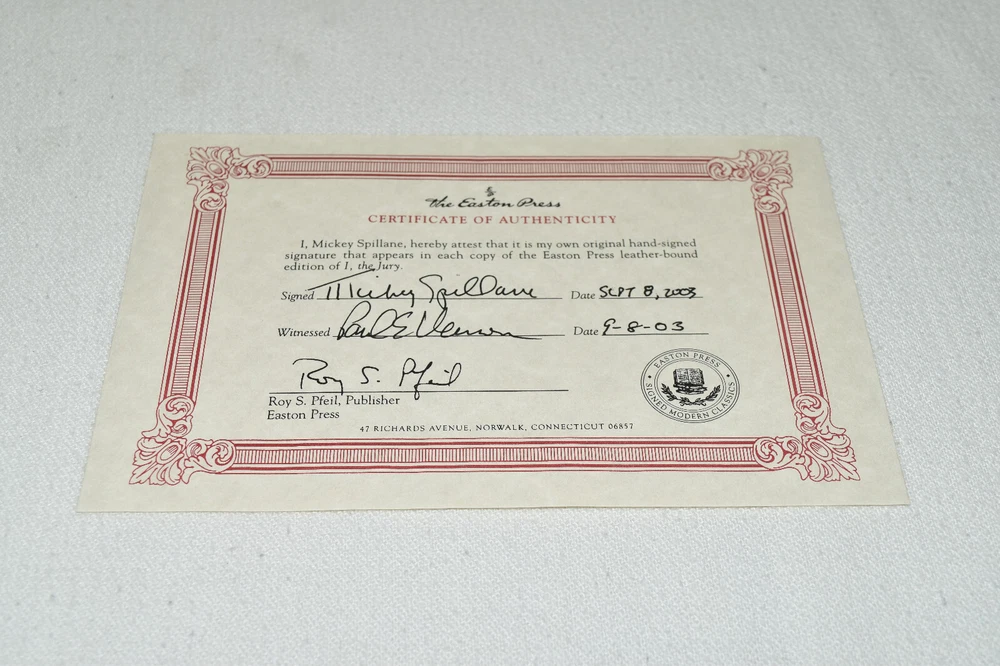 The Easton Press
CERTIFICATE OF AUTHENTICITY
I, Mickey Spillane, hereby attest that it is my own original hand-signed
signature that appears in each copy of the Easton Press leather-bound
edition of I, the Jury.
Signed Mickey Spillane Date SEPT 8, 2003
Witnessed Date 9-8-03
Roy S. Pfeil
Roy S. Pfeil, Publisher
Easton Press
EASTON PRESS
SIGNED MODERN CLASSICS
47 RICHARDS AVENUE, NORWALK, CONNECTICUT 06857